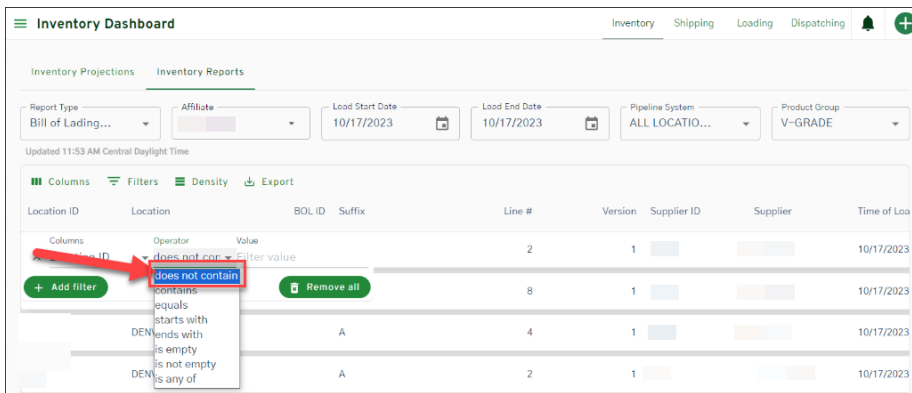 Inventory Dashboard
Inventory Shipping Loading Dispatching
Inventory Projections Inventory Reports
Report Type Affiliate Load Start Date Load End Date Pipeline System Product Group
Bill of Lading... 10/17/2023 10/17/2023 ALL LOCATIO... V-GRADE
Updated 11:53 AM Central Daylight Time
Columns Filters Density Export
Location ID Location BOL ID Suffix Line # Version Supplier ID Supplier Time of Loa
Columns Operator Value
ID does not con Filter value 2 1 10/17/2023
does not contain
+ Add filter contains Remove all 8 1 10/17/2023
equals
starts with
DEN ends with A 4 1 10/17/2023
is empty
is not empty
DEN A 2 1 10/17/2023
is any of